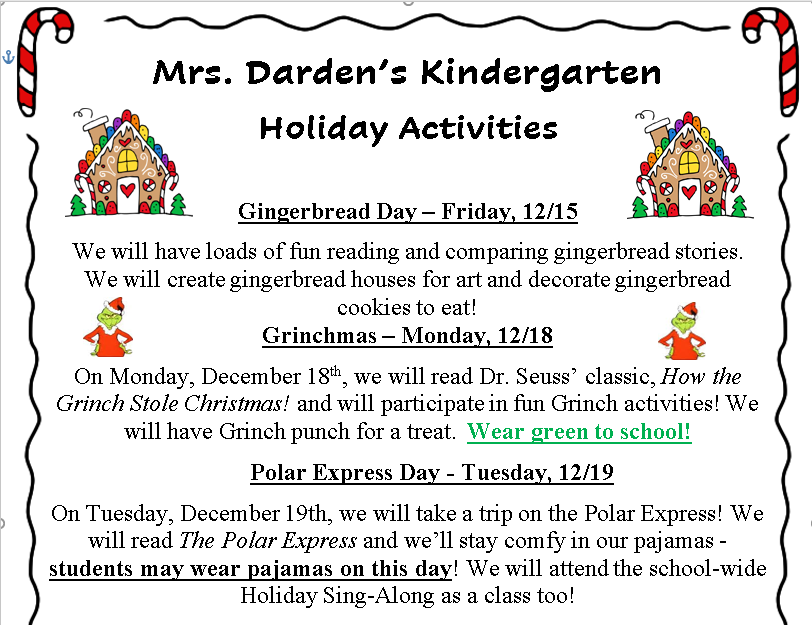 Mrs. Darden's Kindergarten
Holiday Activities
Gingerbread Day – Friday, 12/15
We will have loads of fun reading and comparing gingerbread stories.
We will create gingerbread houses for art and decorate gingerbread
cookies to eat!
Grinchmas – Monday, 12/18
On Monday, December 18th, we will read Dr. Seuss' classic, How the
Grinch Stole Christmas! and will participate in fun Grinch activities! We
will have Grinch punch for a treat.  Wear green to school!
Polar Express Day - Tuesday, 12/19
On Tuesday, December 19th, we will take a trip on the Polar Express! We
will read The Polar Express and we'll stay comfy in our pajamas -
students may wear pajamas on this day! We will attend the school-wide
Holiday Sing-Along as a class too!